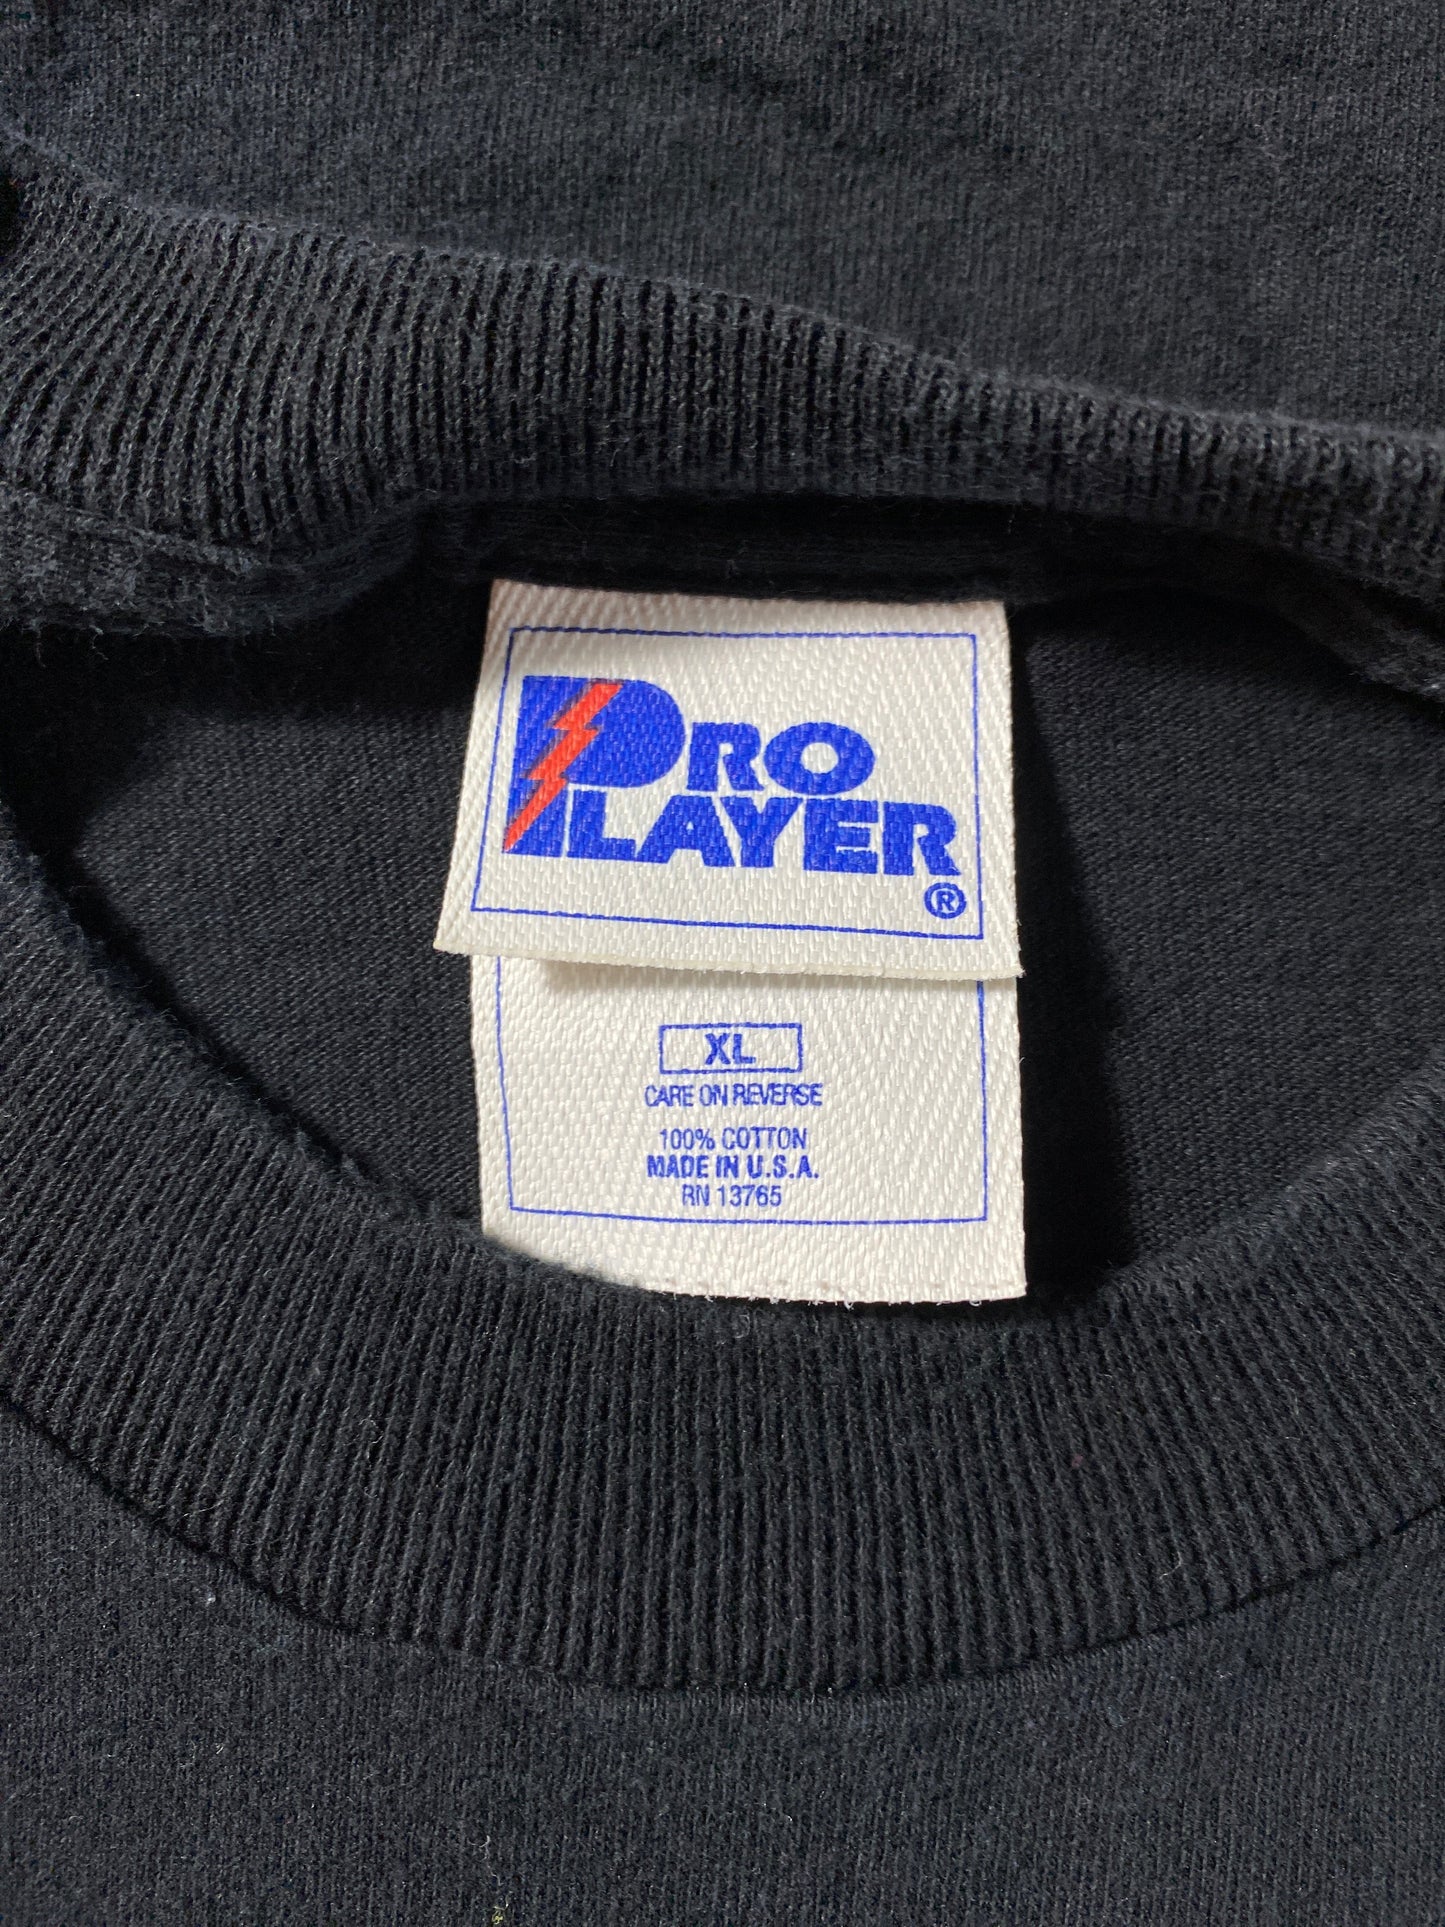 PRO
PLAYER
®
XL
CARE ON REVERSE
100% COTTON
MADE IN U.S.A.
RN 13765